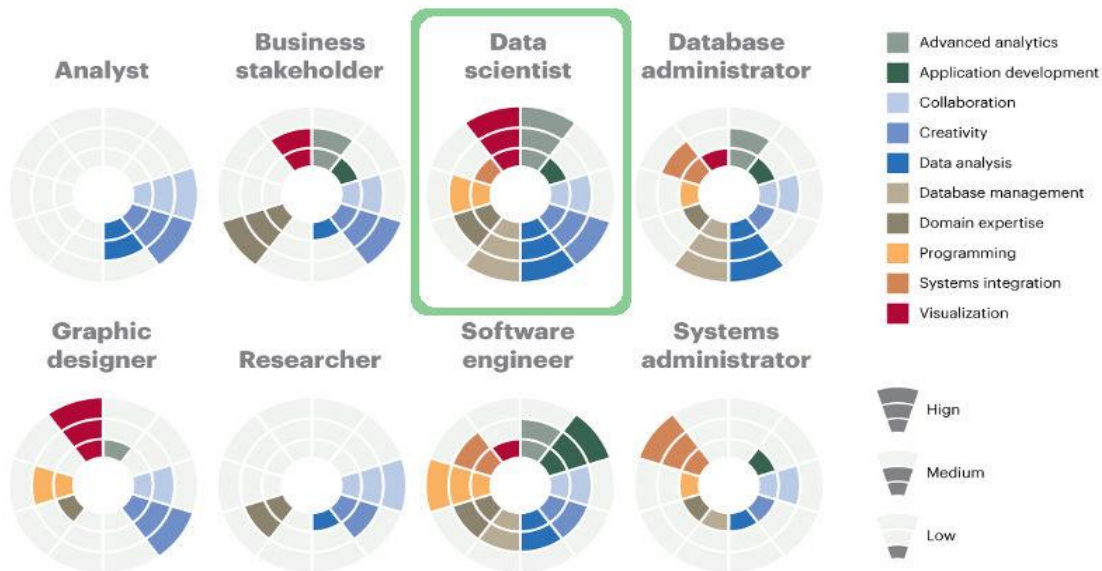 Analyst
Business
stakeholder
Data
scientist
Database
administrator
Graphic
designer
Researcher
Software
engineer
Systems
administrator
Advanced analytics
Application development
Collaboration
Creativity
Data analysis
Database management
Domain expertise
Programming
Systems integration
Visualization
Hign
Medium
Low